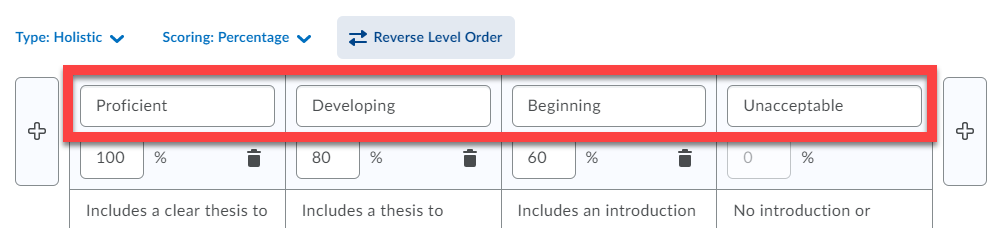 Type: Holistic Scoring: Percentage Reverse Level Order
Proficient Developing Beginning Unacceptable
100 % 80 % 60 % 0 %
Includes a clear thesis to Includes a thesis to Includes an introduction No introduction or